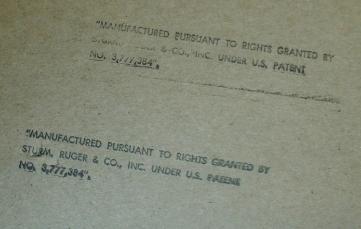 "MANUFACTURED PURSUANT TO RIGHTS GRANTED BY
& CO., INC. UNDER U.S. PATENT
NO. 3,777,384".
"MANUFACTURED PURSUANT TO RIGHTS GRANTED BY
STURM, RUGER & CO., INC. UNDER U.S. PATENT
NO. 3,777,384".